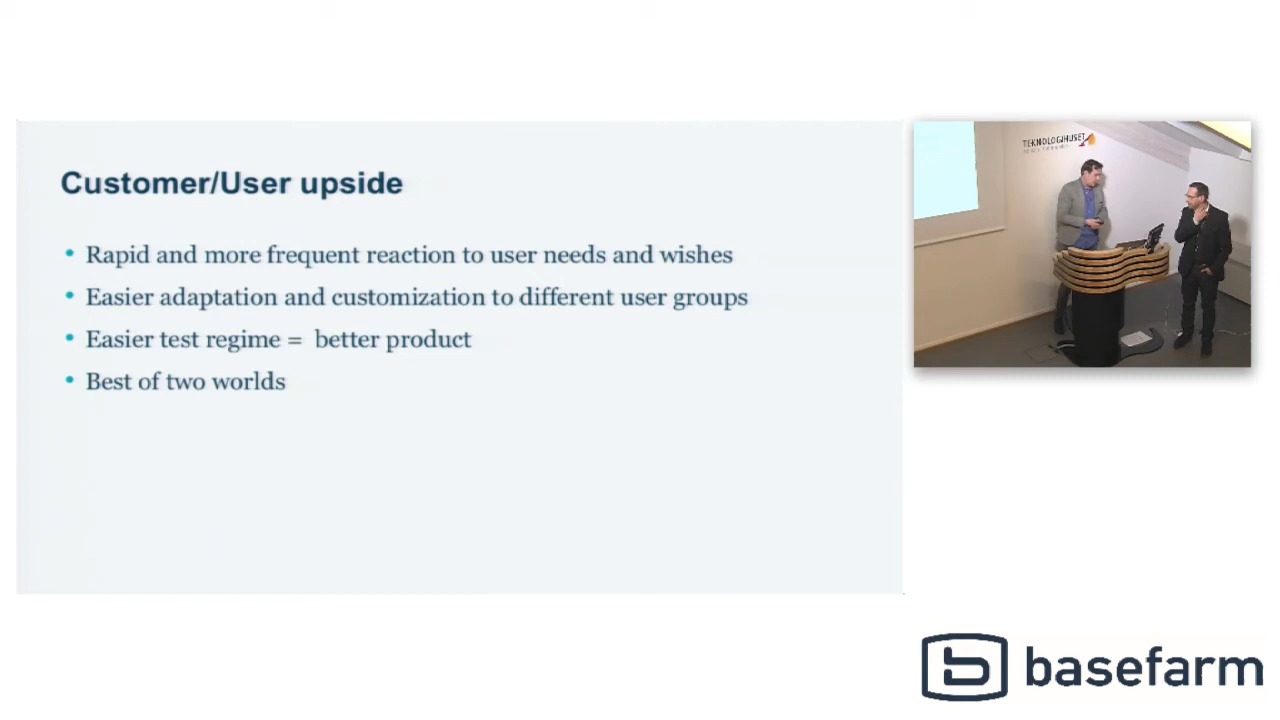 Customer/User upside
• Rapid and more frequent reaction to user needs and wishes
• Easier adaptation and customization to different user groups
• Easier test regime = better product
• Best of two worlds
TEKNOLOGIHUSET
basefarm